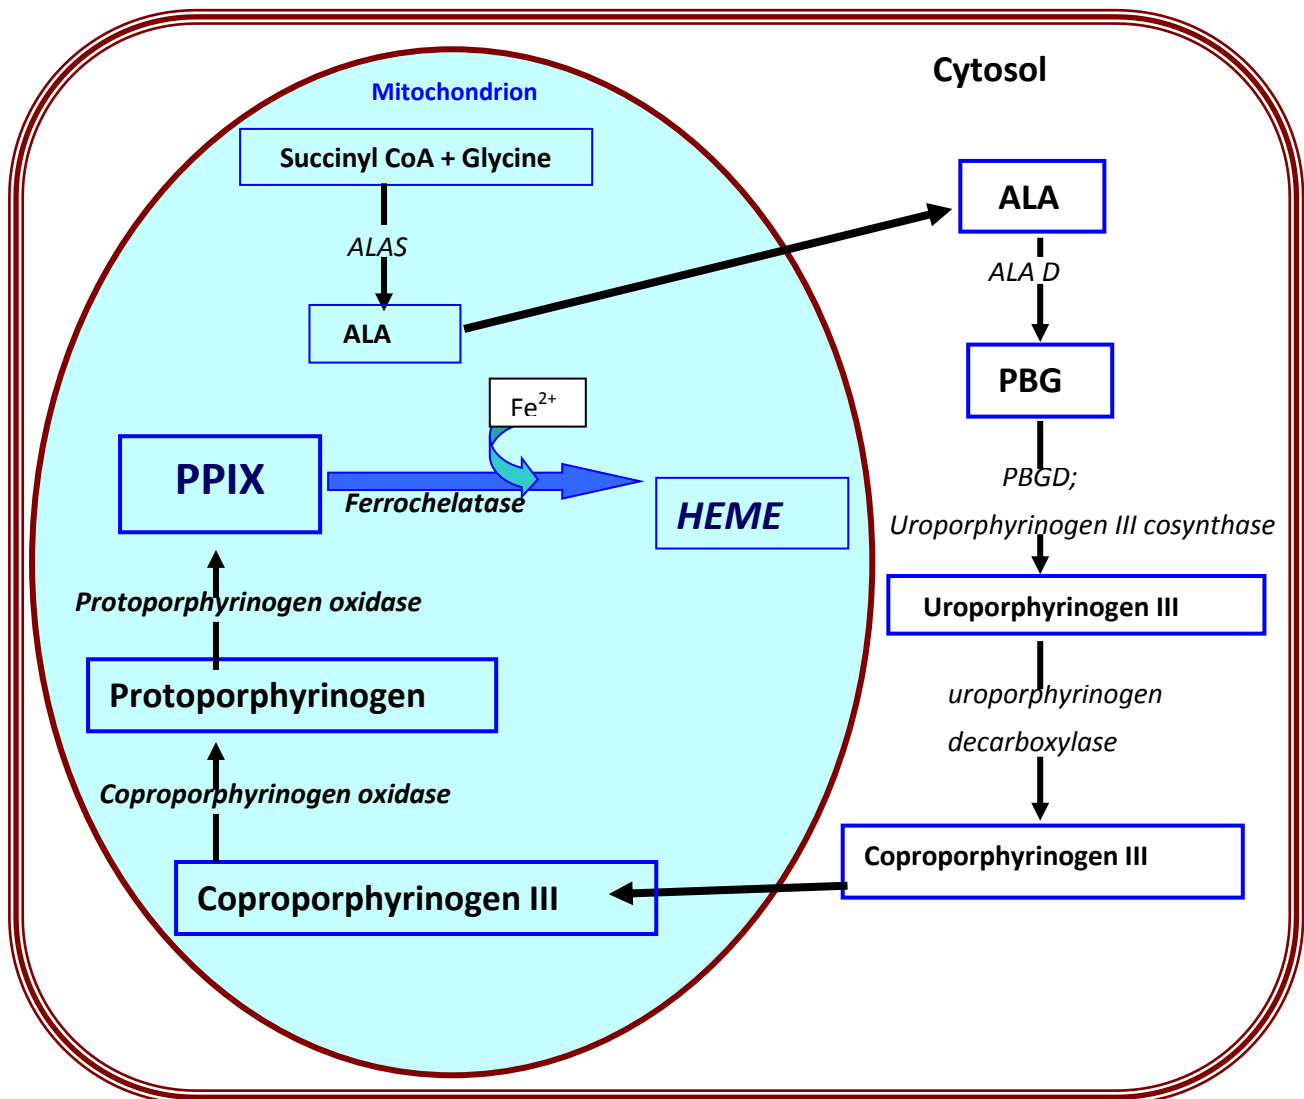 Cytosol
Mitochondrion
Succinyl CoA + Glycine
ALAS
ALA
ALA
ALA D
PBG
PBGD;
Uroporphyrinogen III cosynthase
Uroporphyrinogen III
uroporphyrinogen
decarboxylase
Coproporphyrinogen III
Coproporphyrinogen III
Coproporphyrinogen oxidase
Protoporphyrinogen
Protoporphyrinogen oxidase
PPIX
Ferrochelatase
Fe²⁺
HEME